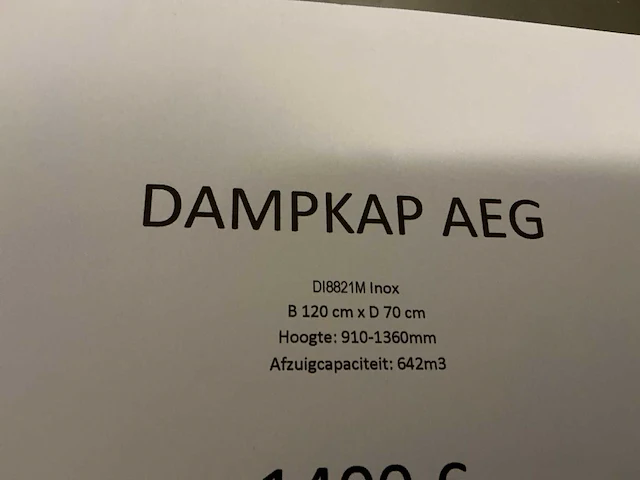 DAMPKAP AEG
DI8821M Inox
B 120 cm x D 70 cm
Hoogte: 910-1360mm
Afzuigcapaciteit: 642m3